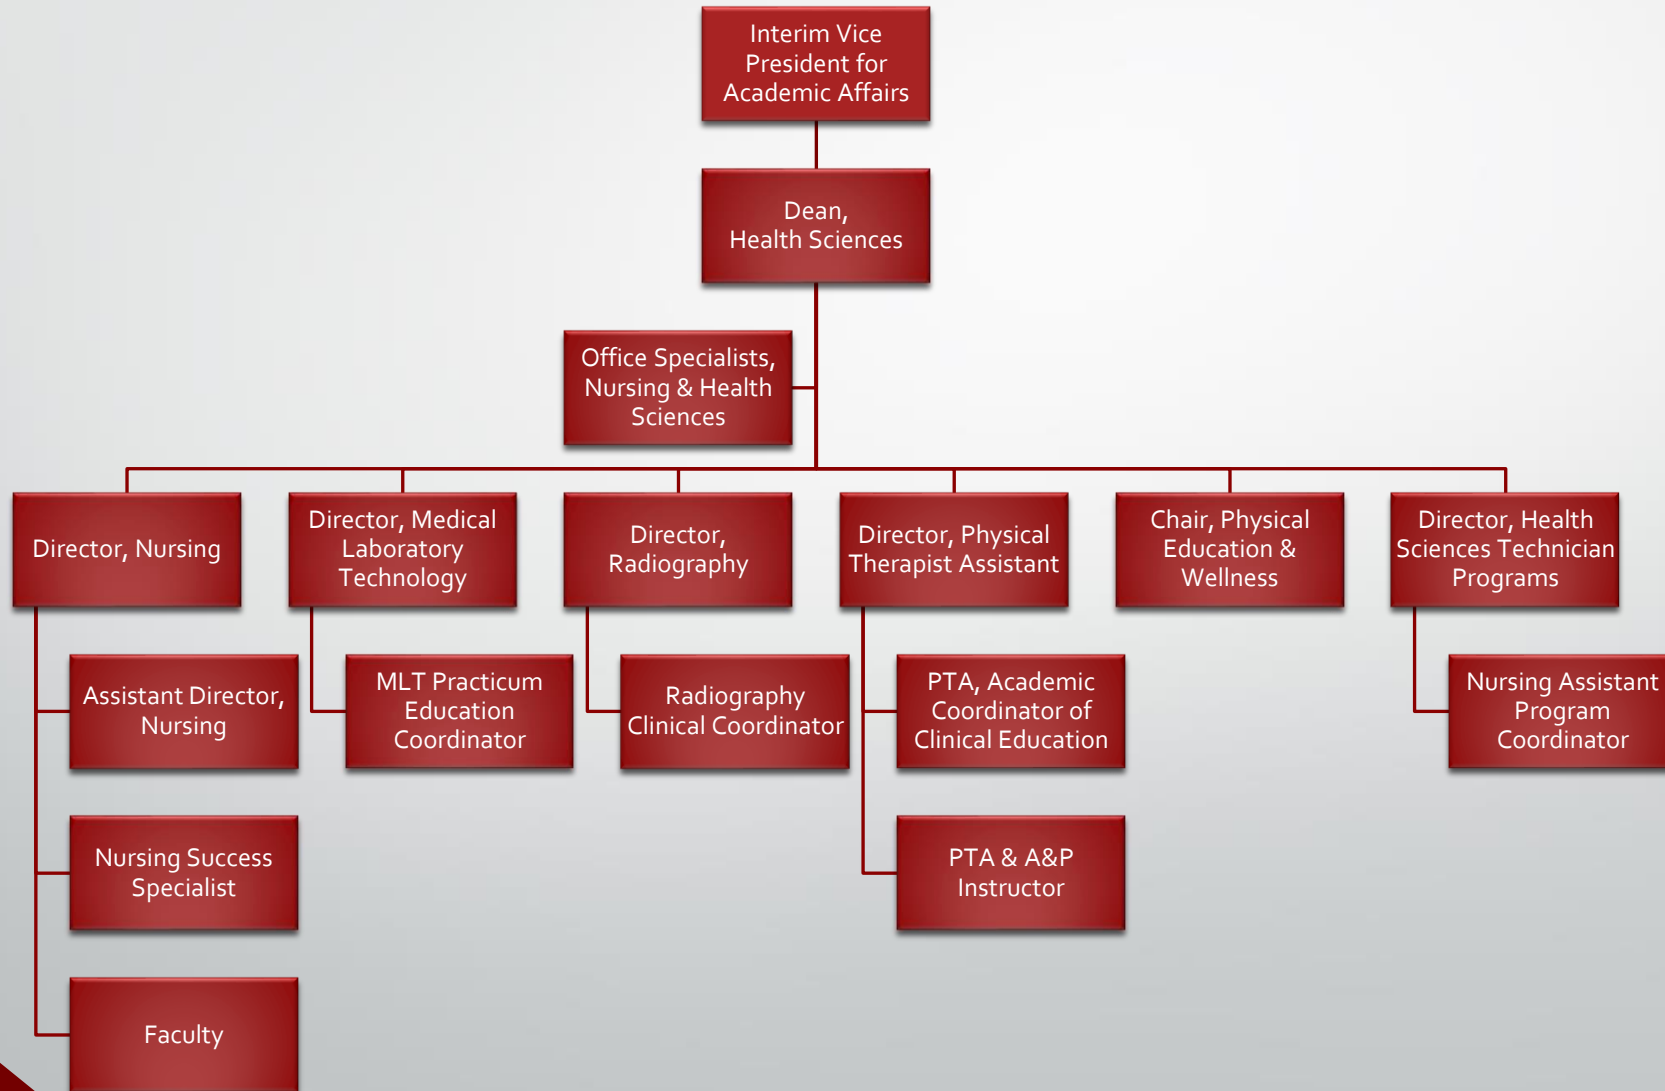 Interim Vice
President for
Academic Affairs
Dean,
Health Sciences
Office Specialists,
Nursing & Health
Sciences
Director, Nursing
Director, Medical
Laboratory
Technology
Director,
Radiography
Director, Physical
Therapist Assistant
Chair, Physical
Education &
Wellness
Director, Health
Sciences Technician
Programs
Assistant Director,
Nursing
MLT Practicum
Education
Coordinator
Radiography
Clinical Coordinator
PTA, Academic
Coordinator of
Clinical Education
Nursing Assistant
Program
Coordinator
Nursing Success
Specialist
PTA & A&P
Instructor
Faculty